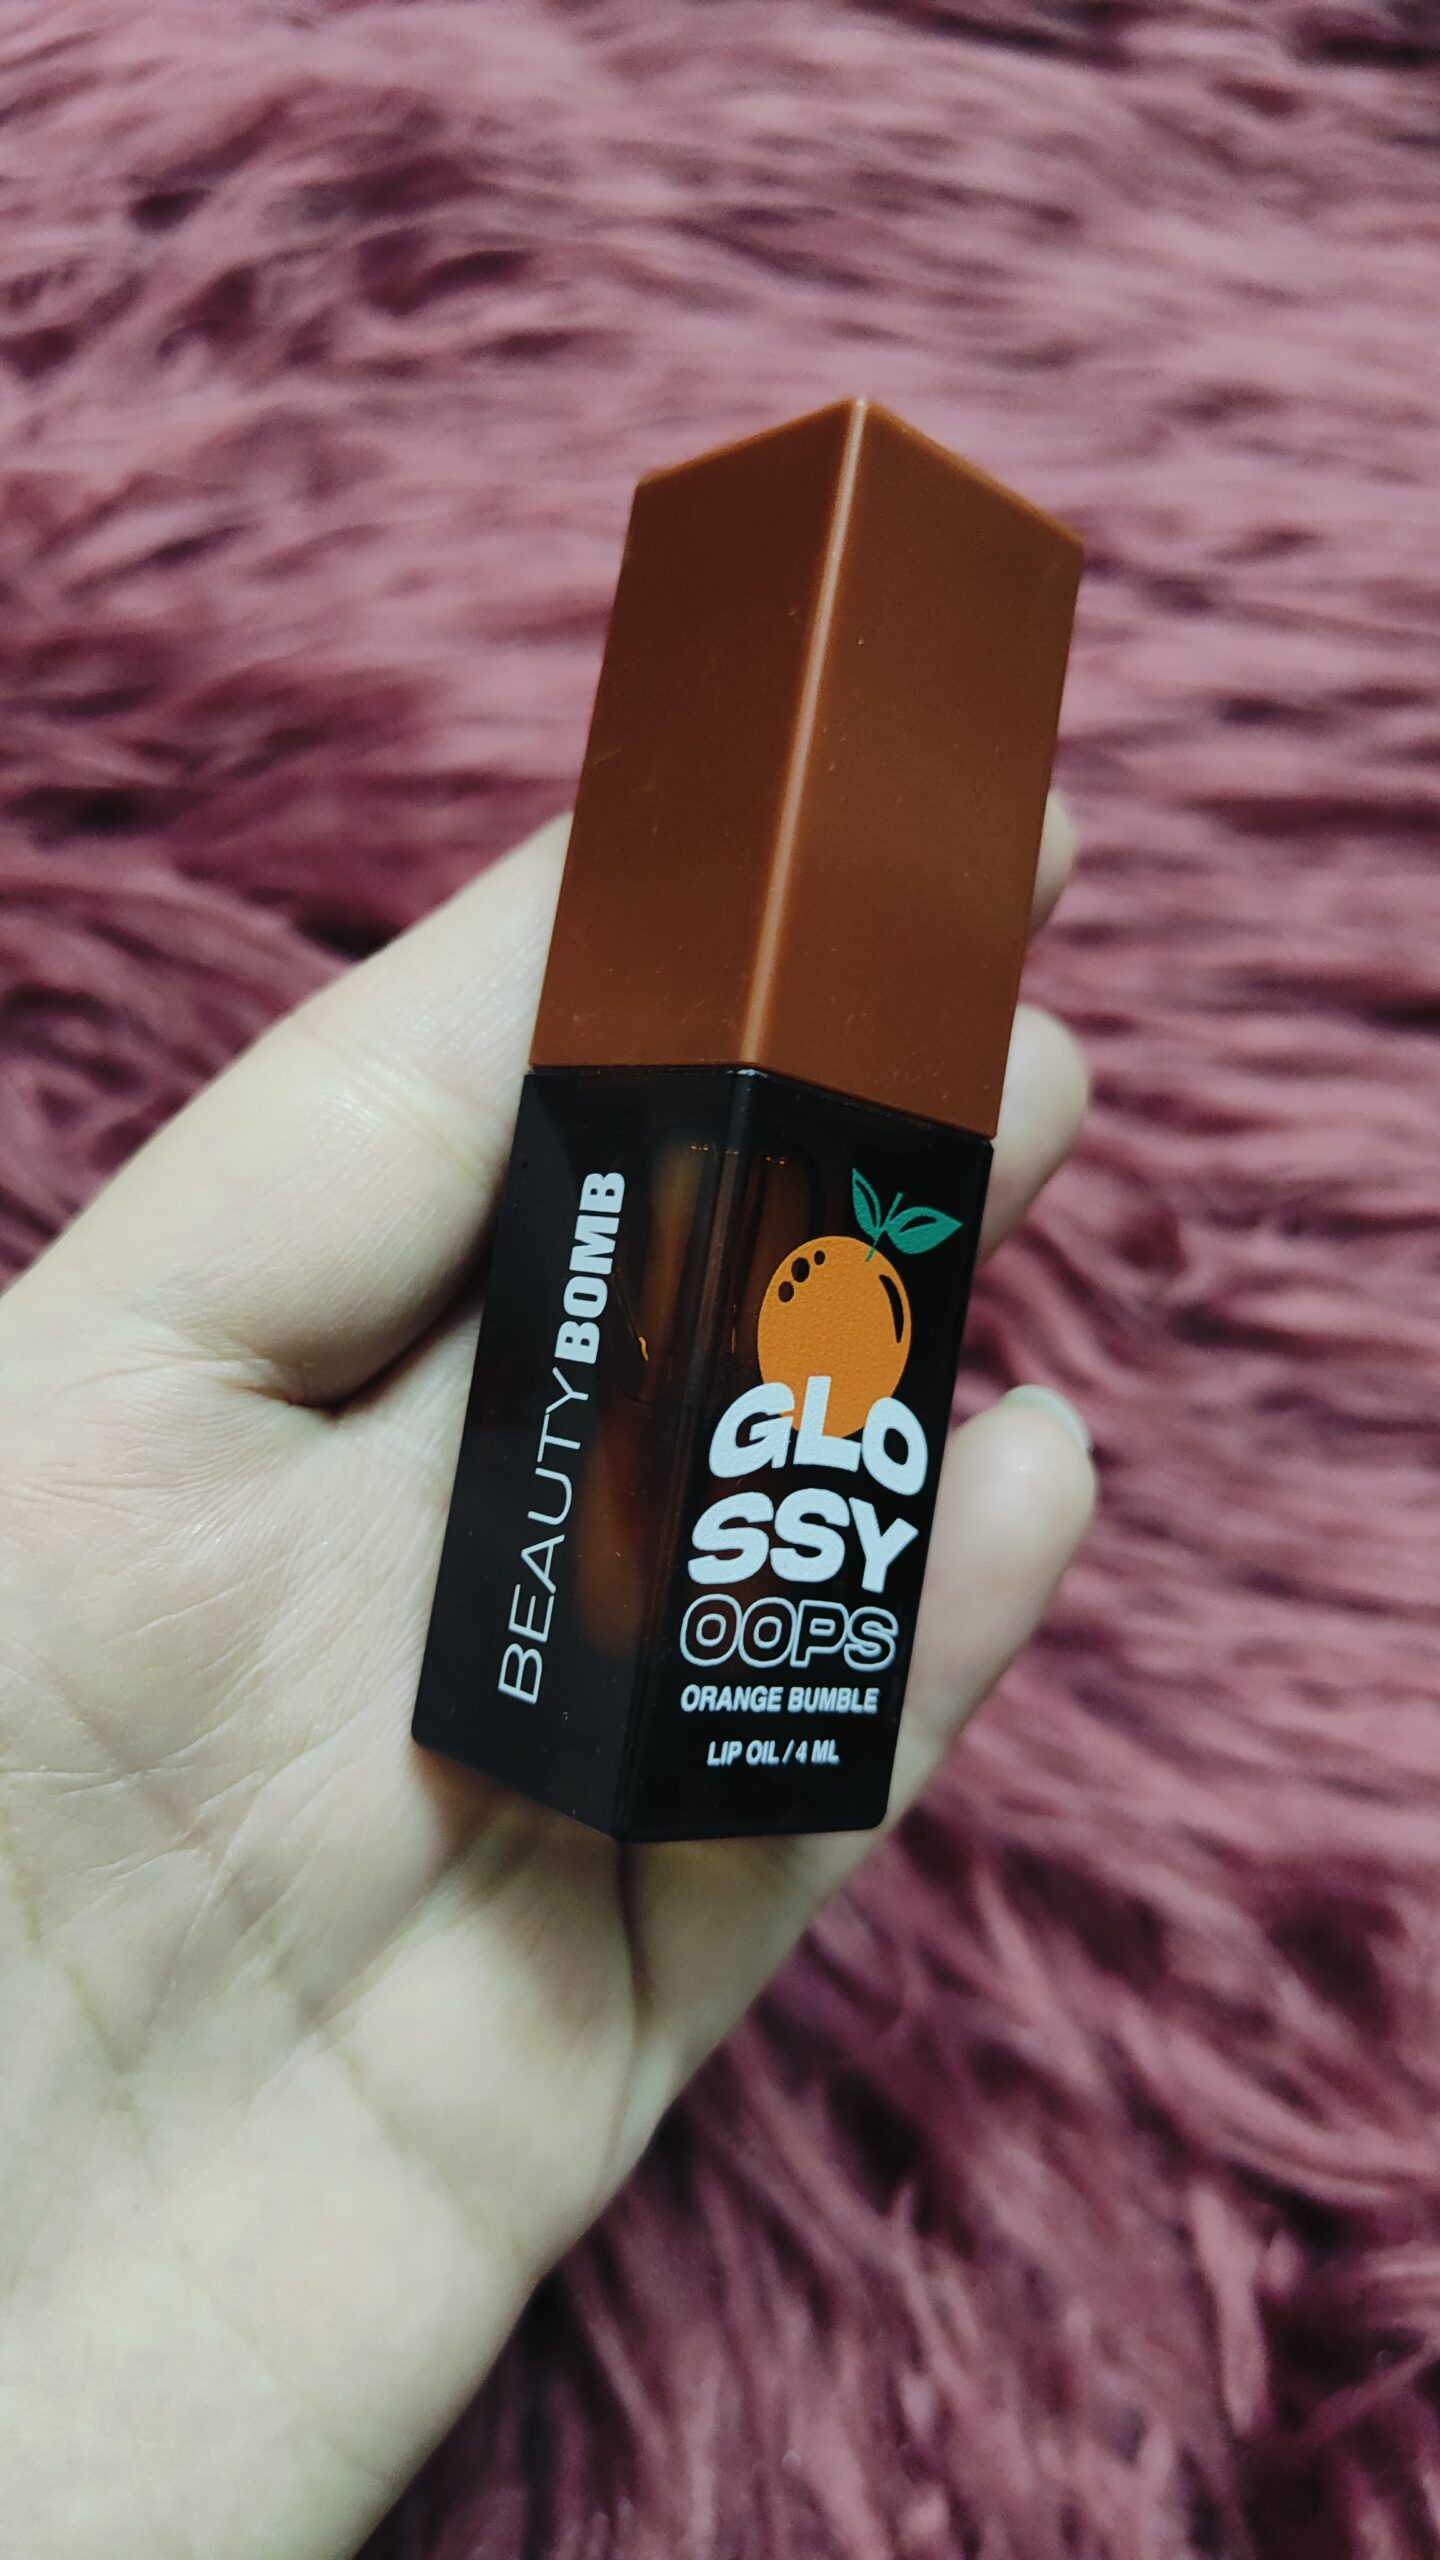 BEAUTYBOMB
GLO
SSY
OOPS
ORANGE BUMBLE
LIP OIL / 4 ML